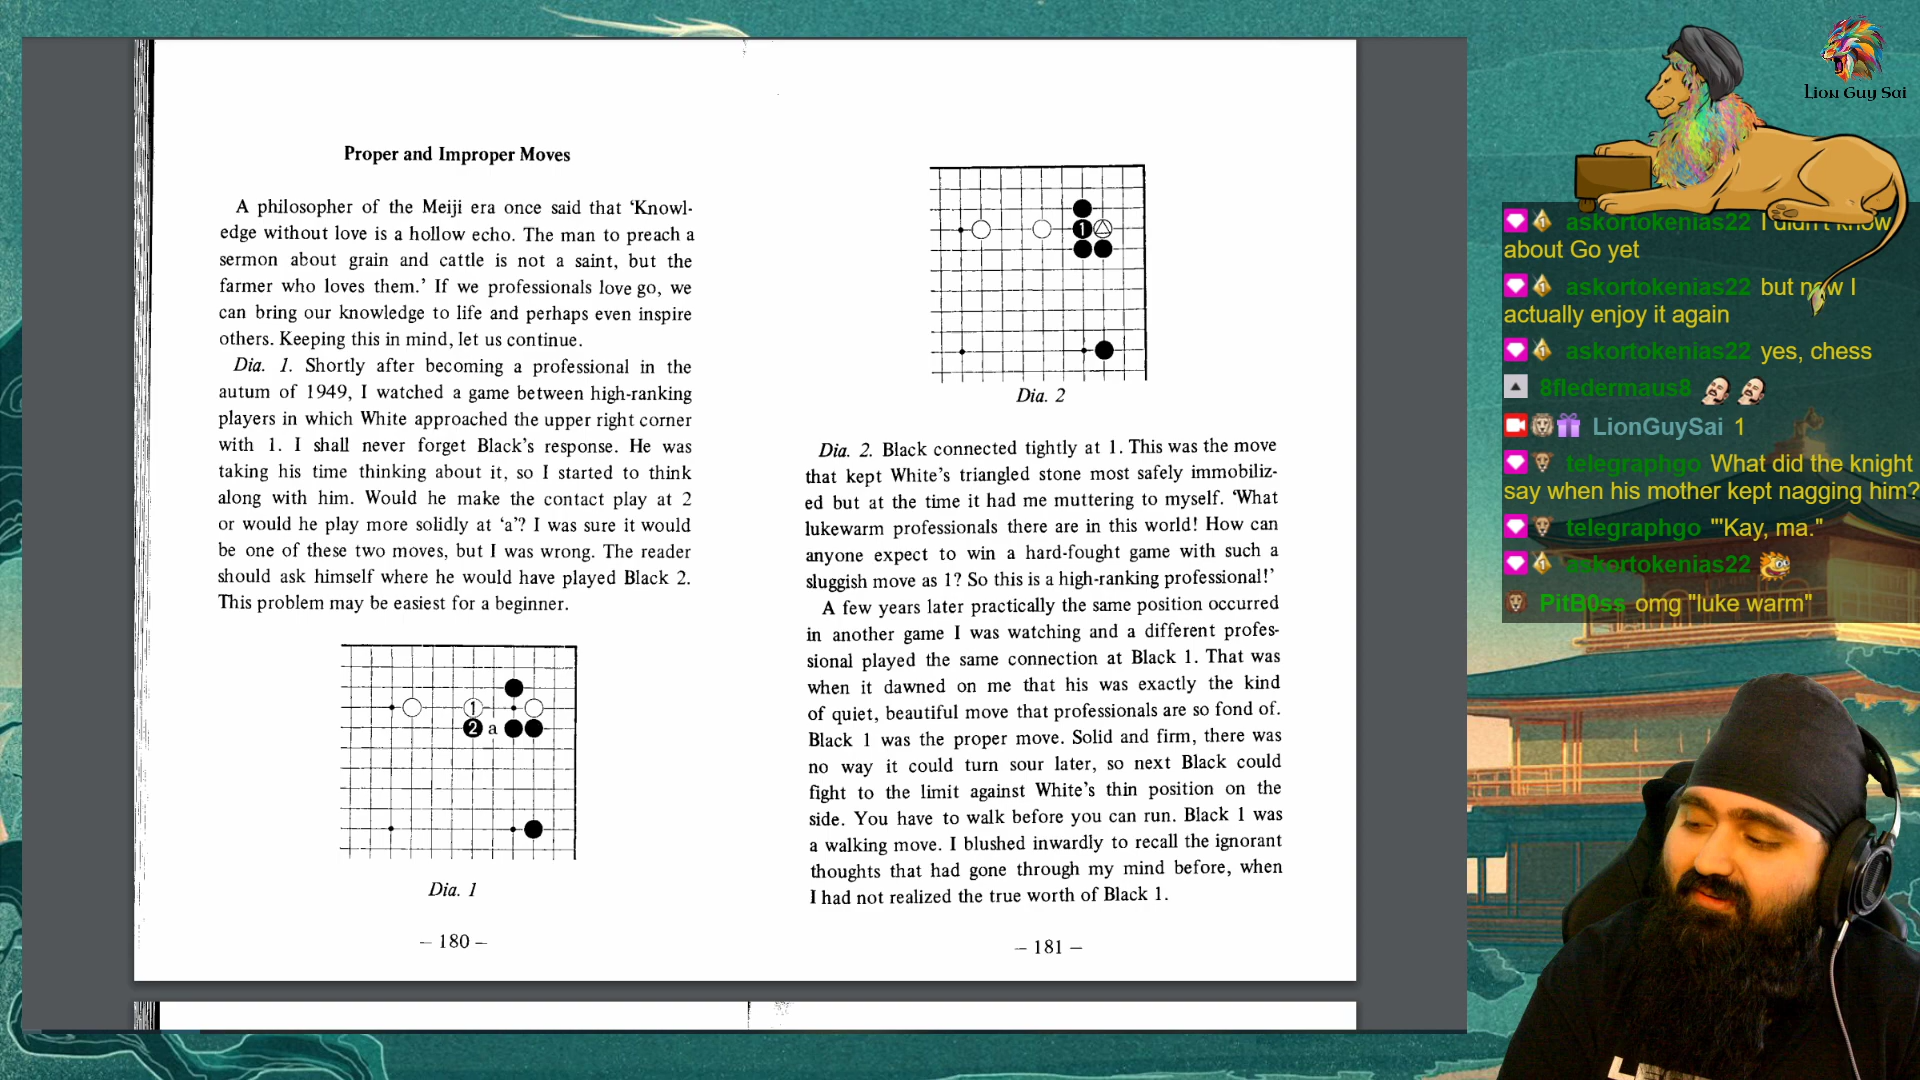 Proper and Improper Moves
A philosopher of the Meiji era once said that ‘Knowl-
edge without love is a hollow echo. The man to preach a
sermon about grain and cattle is not a saint, but the
farmer who loves them.’ If we professionals love go, we
can bring our knowledge to life and perhaps even inspire
others. Keeping this in mind, let us continue.
Dia. 1. Shortly after becoming a professional in the
autum of 1949, I watched a game between high-ranking
players in which White approached the upper right corner
with 1. I shall never forget Black's response. He was
taking his time thinking about it, so I started to think
along with him. Would he make the contact play at 2
or would he play more solidly at ‘a’? I was sure it would
be one of these two moves, but I was wrong. The reader
should ask himself where he would have played Black 2.
This problem may be easiest for a beginner.
1
2 a
Dia. 1
– 180 –
1
Dia. 2
Dia. 2. Black connected tightly at 1. This was the move
that kept White's triangled stone most safely immobiliz-
ed but at the time it had me muttering to myself. ‘What
lukewarm professionals there are in this world! How can
anyone expect to win a hard-fought game with such a
sluggish move as 1? So this is a high-ranking professional!’
A few years later practically the same position occurred
in another game I was watching and a different profes-
sional played the same connection at Black 1. That was
when it dawned on me that his was exactly the kind
of quiet, beautiful move that professionals are so fond of.
Black 1 was the proper move. Solid and firm, there was
no way it could turn sour later, so next Black could
fight to the limit against White's thin position on the
side. You have to walk before you can run. Black 1 was
a walking move. I blushed inwardly to recall the ignorant
thoughts that had gone through my mind before, when
I had not realized the true worth of Black 1.
– 181 –
Lion Guy Sai
askortokenias22 I didn't know
about Go yet
askortokenias22 but now I
actually enjoy it again
askortokenias22 yes, chess
8fledermaus8
LionGuySai 1
telegraphgo What did the knight
say when his mother kept nagging him?
telegraphgo "'Kay, ma."
askortokenias22
PitB0ss omg "luke warm"